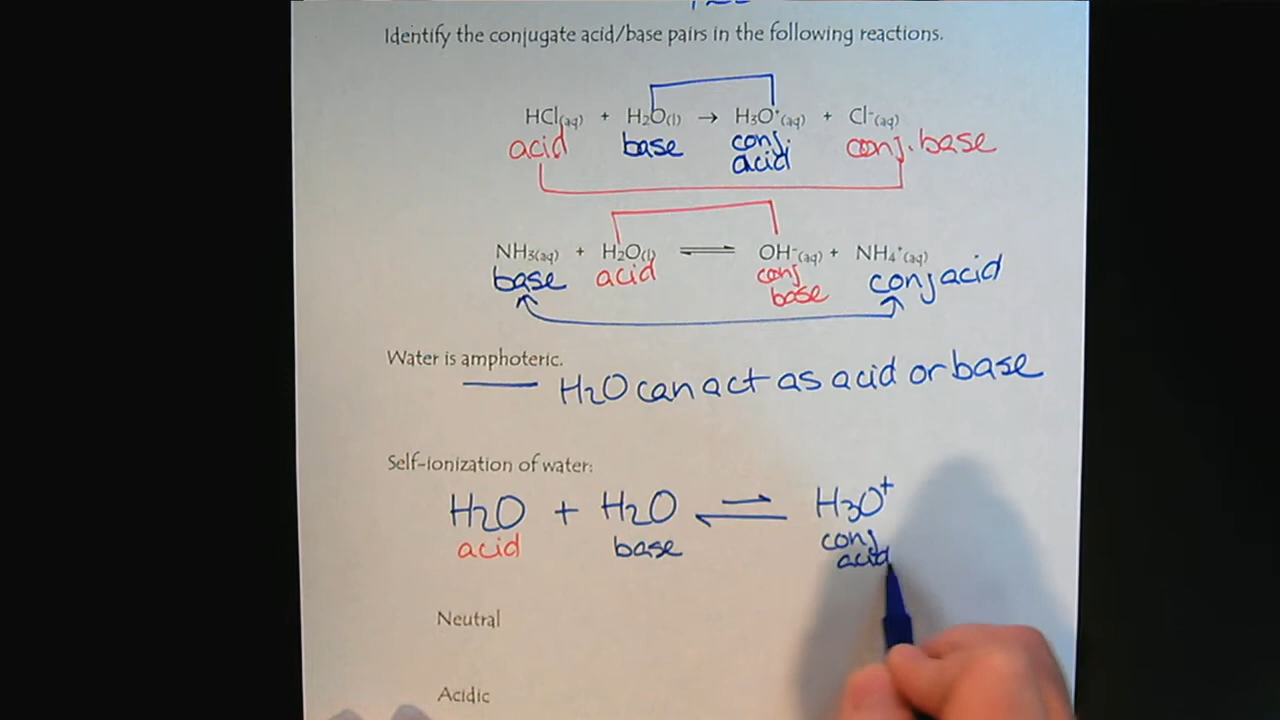 Identify the conjugate acid/base pairs in the following reactions.
HCl(aq) + H2O(l) → H3O+(aq) + Cl-(aq)
acid base conj. acid conj. base
NH3(aq) + H2O(l) ⇌ OH-(aq) + NH4+(aq)
base acid conj base conj acid
Water is amphoteric.
H2O can act as acid or base
Self-ionization of water:
H2O + H2O ⇌ H3O+
acid base conj acid
Neutral
Acidic